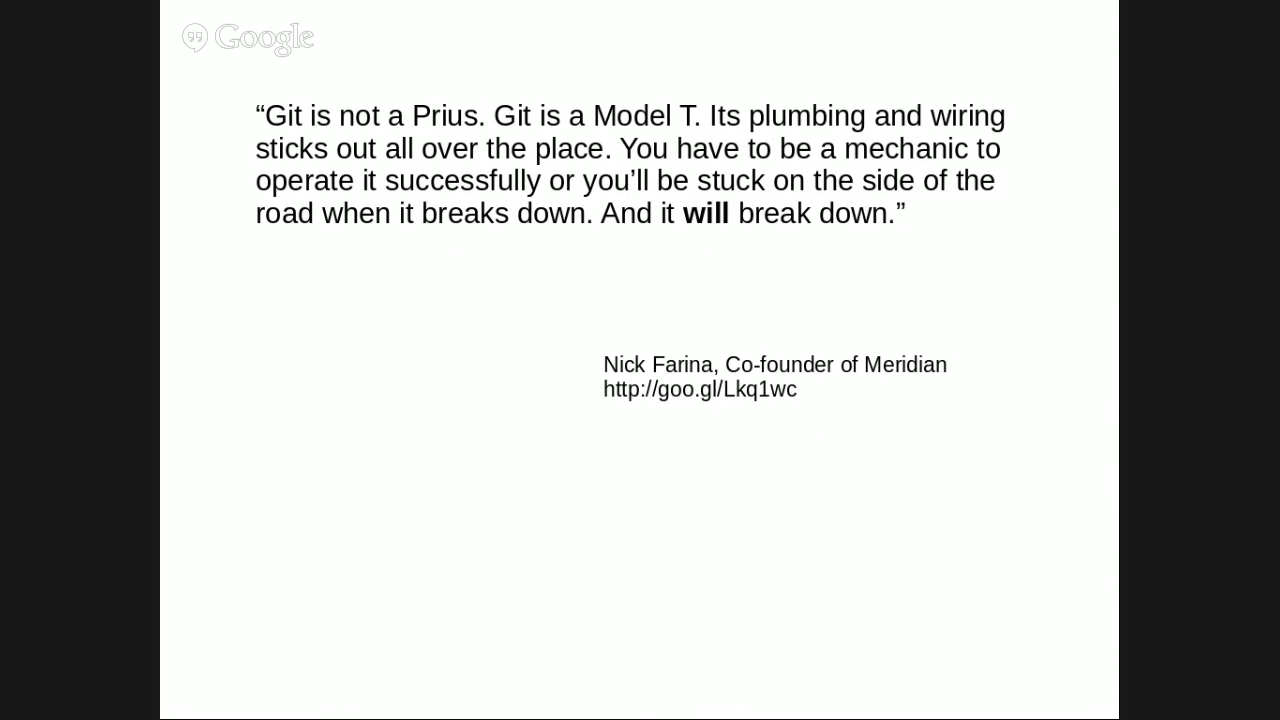 Google
“Git is not a Prius. Git is a Model T. Its plumbing and wiring
sticks out all over the place. You have to be a mechanic to
operate it successfully or you’ll be stuck on the side of the
road when it breaks down. And it will break down.”
Nick Farina, Co-founder of Meridian
http://goo.gl/Lkq1wc